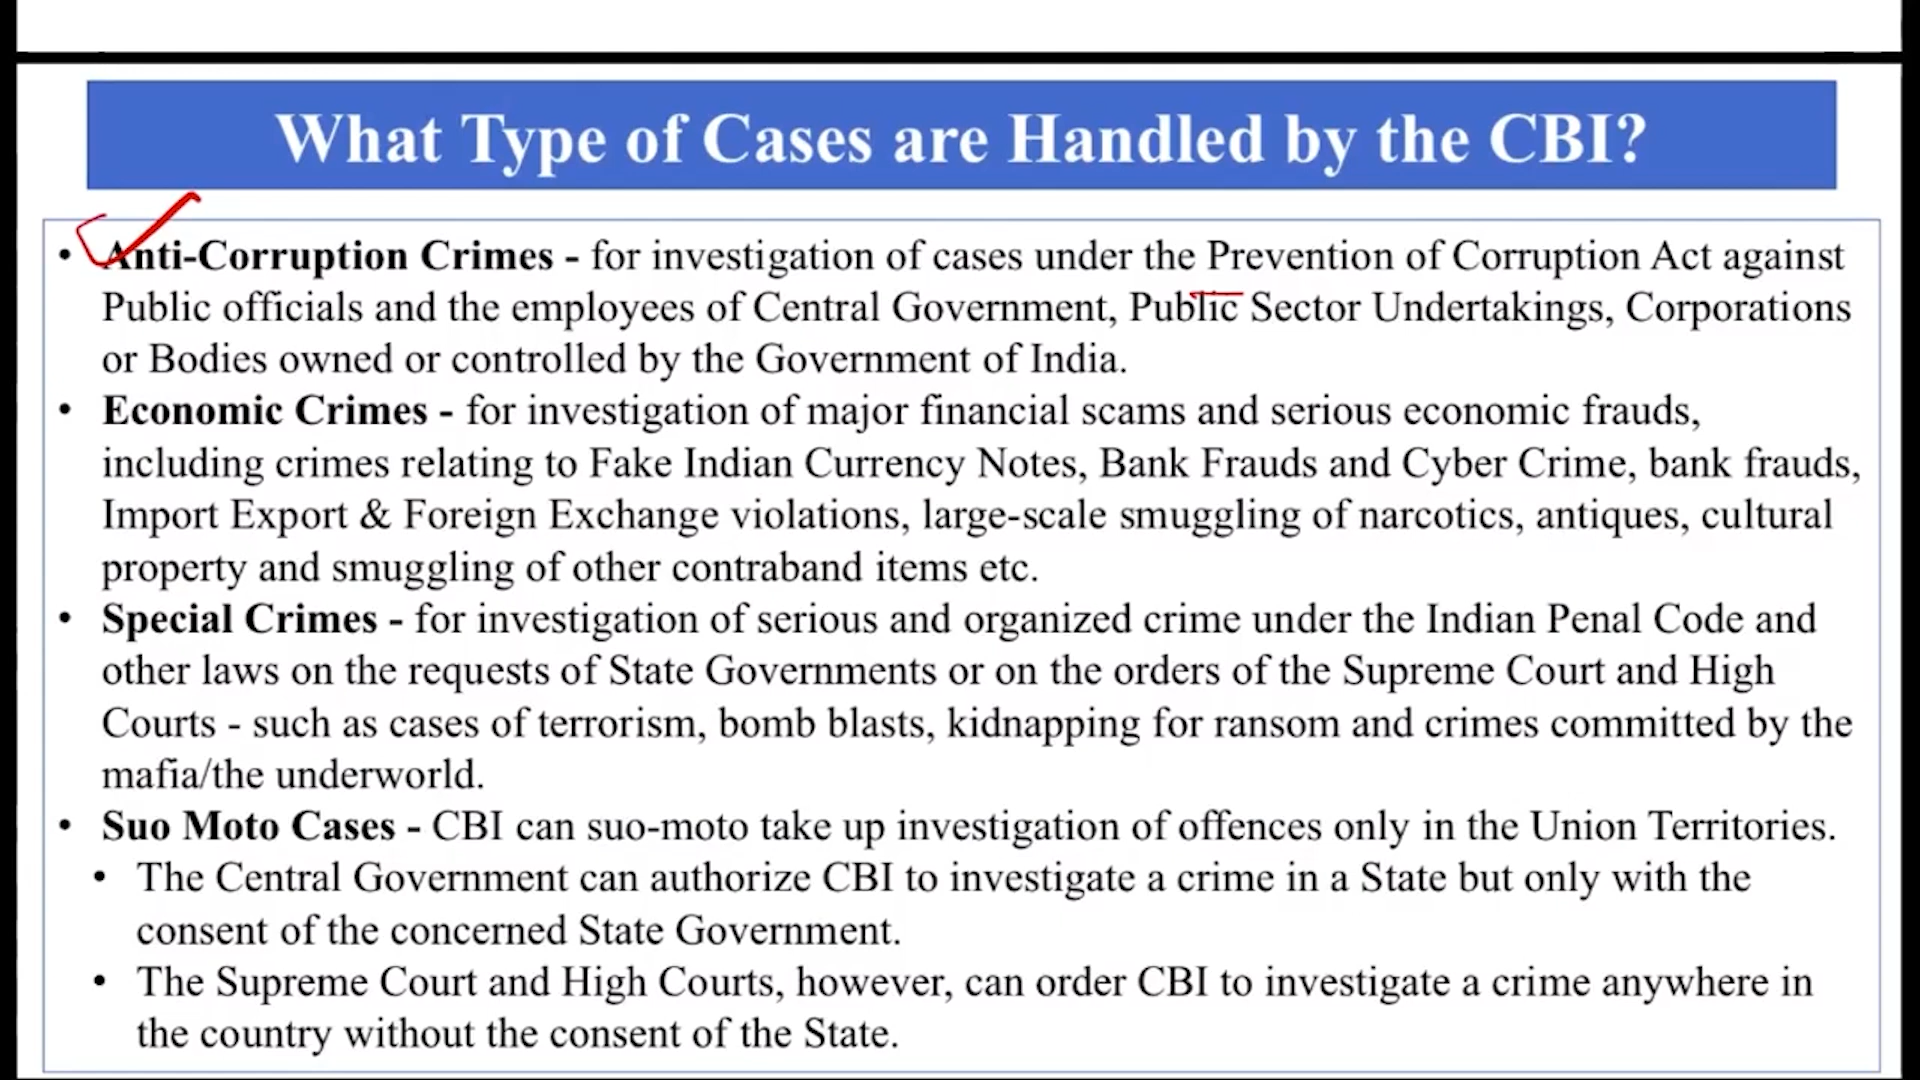 What Type of Cases are Handled by the CBI?
• Anti-Corruption Crimes - for investigation of cases under the Prevention of Corruption Act against
Public officials and the employees of Central Government, Public Sector Undertakings, Corporations
or Bodies owned or controlled by the Government of India.
• Economic Crimes - for investigation of major financial scams and serious economic frauds,
including crimes relating to Fake Indian Currency Notes, Bank Frauds and Cyber Crime, bank frauds,
Import Export & Foreign Exchange violations, large-scale smuggling of narcotics, antiques, cultural
property and smuggling of other contraband items etc.
• Special Crimes - for investigation of serious and organized crime under the Indian Penal Code and
other laws on the requests of State Governments or on the orders of the Supreme Court and High
Courts - such as cases of terrorism, bomb blasts, kidnapping for ransom and crimes committed by the
mafia/the underworld.
• Suo Moto Cases - CBI can suo-moto take up investigation of offences only in the Union Territories.
• The Central Government can authorize CBI to investigate a crime in a State but only with the
consent of the concerned State Government.
• The Supreme Court and High Courts, however, can order CBI to investigate a crime anywhere in
the country without the consent of the State.